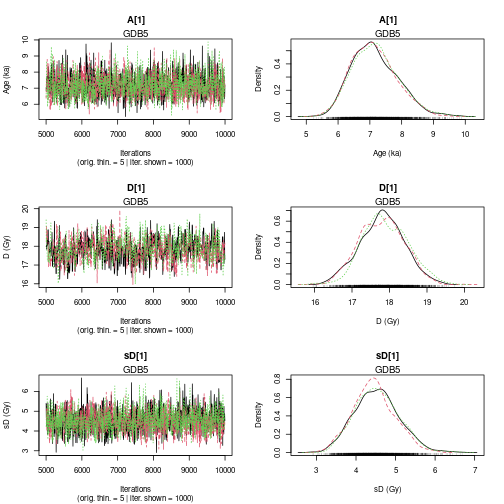 A[1]
GDB5
Age (ka)
10
9
8
7
6
5000 6000 7000 8000 9000 10000
Iterations
(orig. thin. = 5 | iter. shown = 1000)
A[1]
GDB5
Density
0.4
0.2
0.0
5 6 7 8 9 10
Age (ka)
D[1]
GDB5
D (Gy)
20
19
18
17
16
5000 6000 7000 8000 9000 10000
Iterations
(orig. thin. = 5 | iter. shown = 1000)
D[1]
GDB5
Density
0.6
0.4
0.2
0.0
16 17 18 19 20
D (Gy)
sD[1]
GDB5
sD (Gy)
6
5
4
3
5000 6000 7000 8000 9000 10000
Iterations
(orig. thin. = 5 | iter. shown = 1000)
sD[1]
GDB5
Density
0.8
0.6
0.4
0.2
0.0
3 4 5 6 7
sD (Gy)